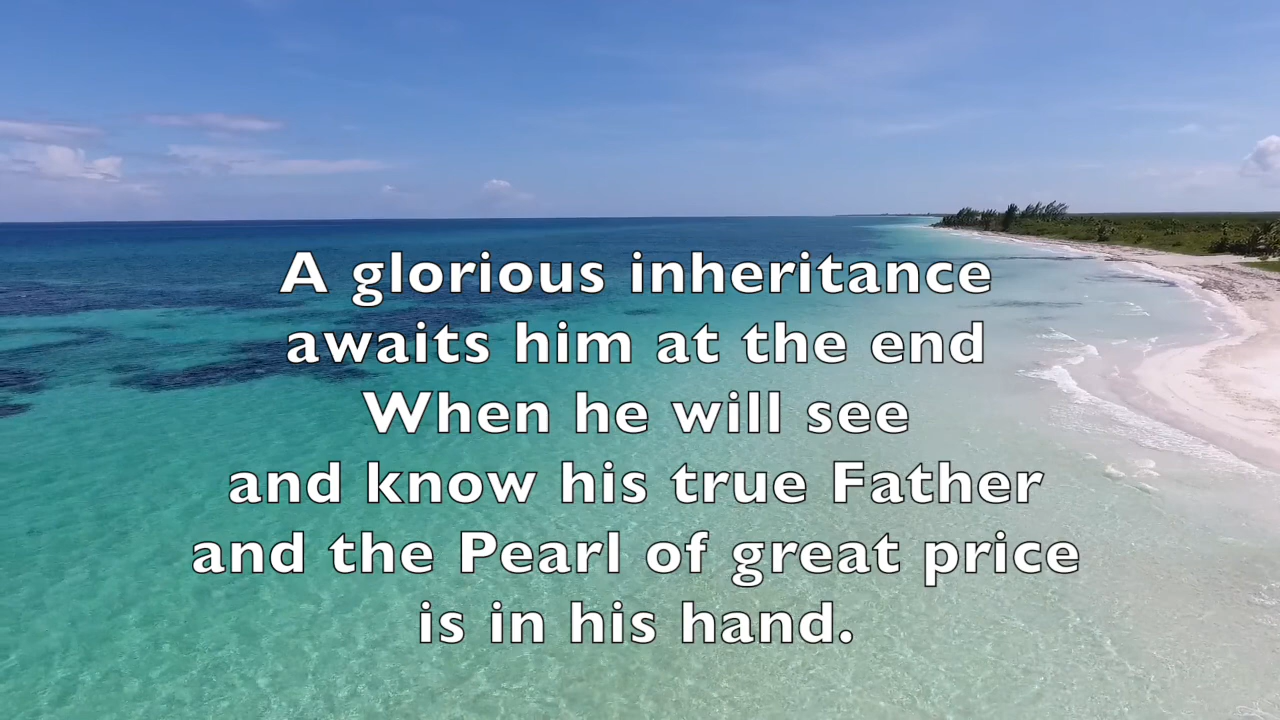 A glorious inheritance
awaits him at the end
When he will see
and know his true Father
and the Pearl of great price
is in his hand.